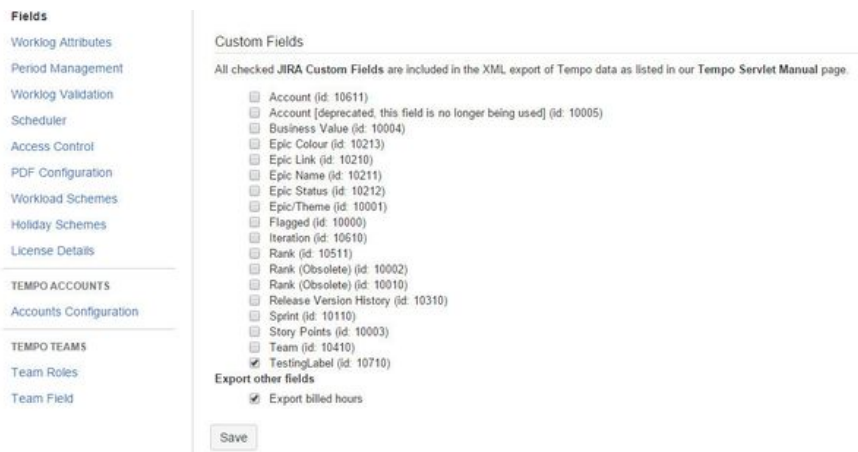 Fields
Worklog Attributes
Period Management
Worklog Validation
Scheduler
Access Control
PDF Configuration
Workload Schemes
Holiday Schemes
License Details
TEMPO ACCOUNTS
Accounts Configuration
TEMPO TEAMS
Team Roles
Team Field
Custom Fields
All checked JIRA Custom Fields are included in the XML export of Tempo data as listed in our Tempo Servlet Manual page.
Account (id: 10611)
Account [deprecated, this field is no longer being used] (id: 10005)
Business Value (id: 10004)
Epic Colour (id: 10213)
Epic Link (id: 10210)
Epic Name (id: 10211)
Epic Status (id: 10212)
Epic/Theme (id: 10001)
Flagged (id: 10000)
Iteration (id: 10610)
Rank (id: 10511)
Rank (Obsolete) (id: 10002)
Rank (Obsolete) (id: 10010)
Release Version History (id: 10310)
Sprint (id: 10110)
Story Points (id: 10003)
Team (id: 10410)
TestingLabel (id: 10710)
Export other fields
Export billed hours
Save